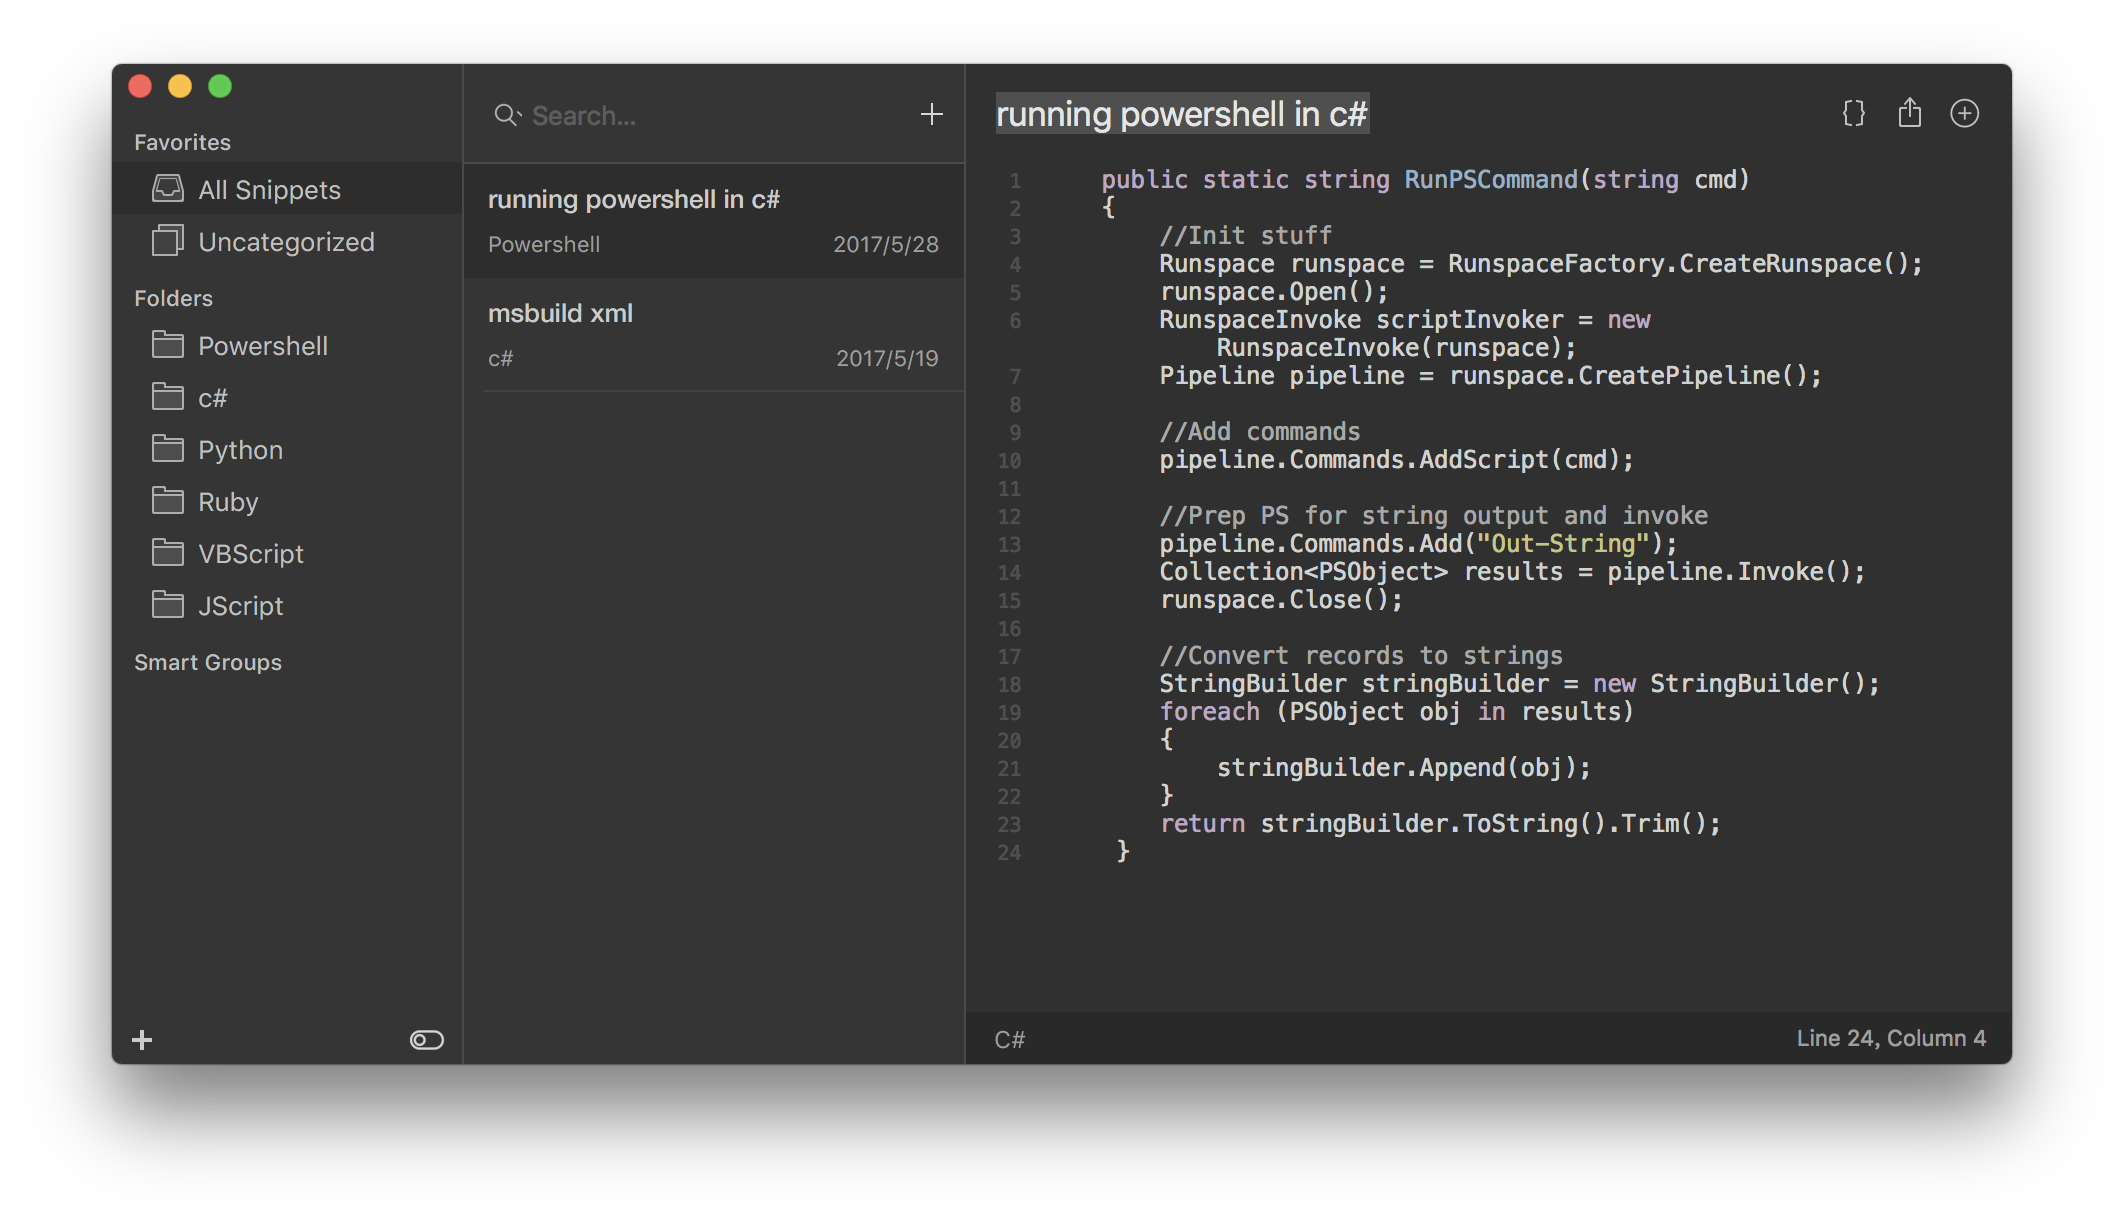 Favorites
All Snippets
Uncategorized
Folders
Powershell
c#
Python
Ruby
VBScript
JScript
Smart Groups
Search...
running powershell in c#
Powershell 2017/5/28
msbuild xml
c# 2017/5/19
running powershell in c#
1 public static string RunPSCommand(string cmd)
2 {
3 //Init stuff
4 Runspace runspace = RunspaceFactory.CreateRunspace();
5 runspace.Open();
6 RunspaceInvoke scriptInvoker = new
RunspaceInvoke(runspace);
7 Pipeline pipeline = runspace.CreatePipeline();
8
9 //Add commands
10 pipeline.Commands.AddScript(cmd);
11
12 //Prep PS for string output and invoke
13 pipeline.Commands.Add("Out-String");
14 Collection<PSObject> results = pipeline.Invoke();
15 runspace.Close();
16
17 //Convert records to strings
18 StringBuilder stringBuilder = new StringBuilder();
19 foreach (PSObject obj in results)
20 {
21 stringBuilder.Append(obj);
22 }
23 return stringBuilder.ToString().Trim();
24 }
C# Line 24, Column 4